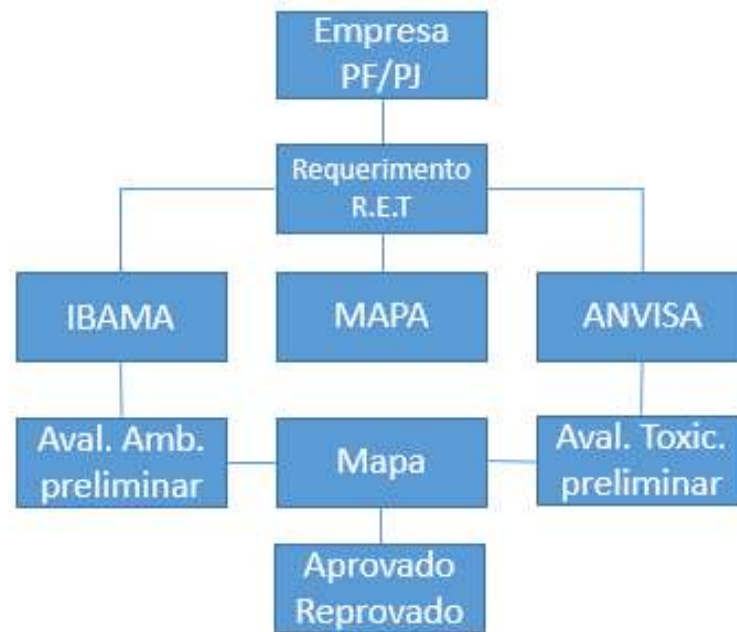 Empresa
PF/PJ
Requerimento
R.E.T
IBAMA
MAPA
ANVISA
Aval. Amb.
preliminar
Mapa
Aval. Toxic.
preliminar
Aprovado
Reprovado